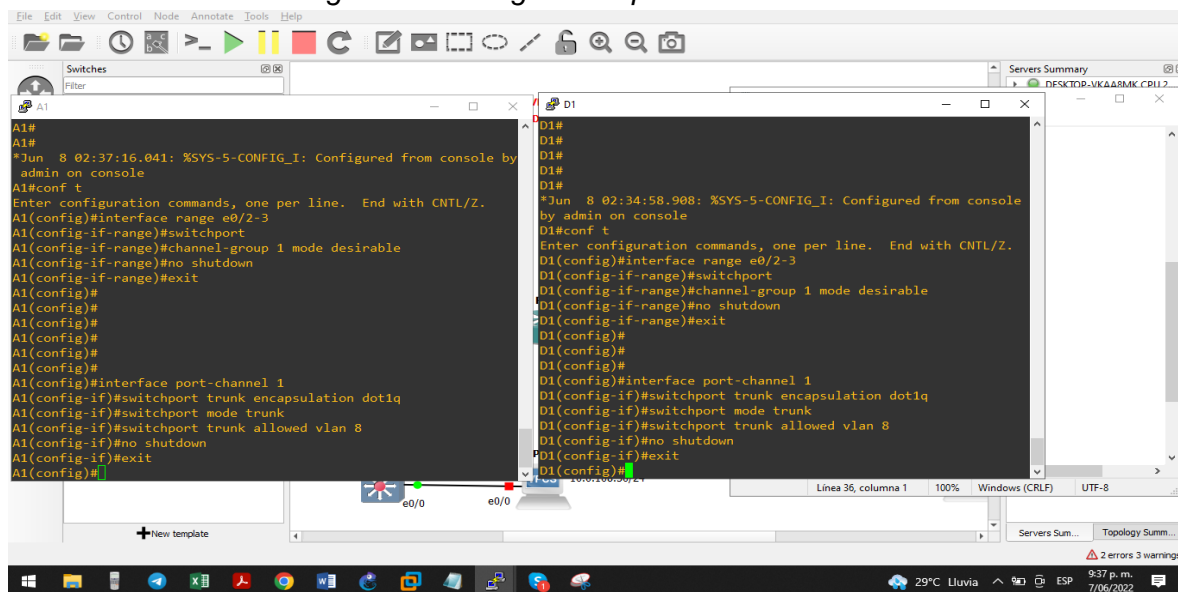 File Edit View Control Node Annotate Tools Help
Switches
Filter
Servers Summary
DESKTOP-VKAA8MK CPU 2
A1
A1#
A1#
*Jun 8 02:37:16.041: %SYS-5-CONFIG_I: Configured from console by
admin on console
A1#conf t
Enter configuration commands, one per line. End with CNTL/Z.
A1(config)#interface range e0/2-3
A1(config-if-range)#switchport
A1(config-if-range)#channel-group 1 mode desirable
A1(config-if-range)#no shutdown
A1(config-if-range)#exit
A1(config)#
A1(config)#
A1(config)#
A1(config)#
A1(config)#
A1(config)#interface port-channel 1
A1(config-if)#switchport trunk encapsulation dot1q
A1(config-if)#switchport mode trunk
A1(config-if)#switchport trunk allowed vlan 8
A1(config-if)#no shutdown
A1(config-if)#exit
A1(config)#
D1
D1#
D1#
D1#
D1#
D1#
*Jun 8 02:34:58.908: %SYS-5-CONFIG_I: Configured from console
by admin on console
D1#conf t
Enter configuration commands, one per line. End with CNTL/Z.
D1(config)#interface range e0/2-3
D1(config-if-range)#switchport
D1(config-if-range)#channel-group 1 mode desirable
D1(config-if-range)#no shutdown
D1(config-if-range)#exit
D1(config)#
D1(config)#
D1(config)#
D1(config)#interface port-channel 1
D1(config-if)#switchport trunk encapsulation dot1q
D1(config-if)#switchport mode trunk
D1(config-if)#switchport trunk allowed vlan 8
D1(config-if)#no shutdown
D1(config-if)#exit
D1(config)#
e0/0
e0/0
Línea 36, columna 1 100% Windows (CRLF) UTF-8
New template
Servers Sum... Topology Summ...
2 errors 3 warnings
29°C Lluvia ESP 9:37 p. m.
7/06/2022